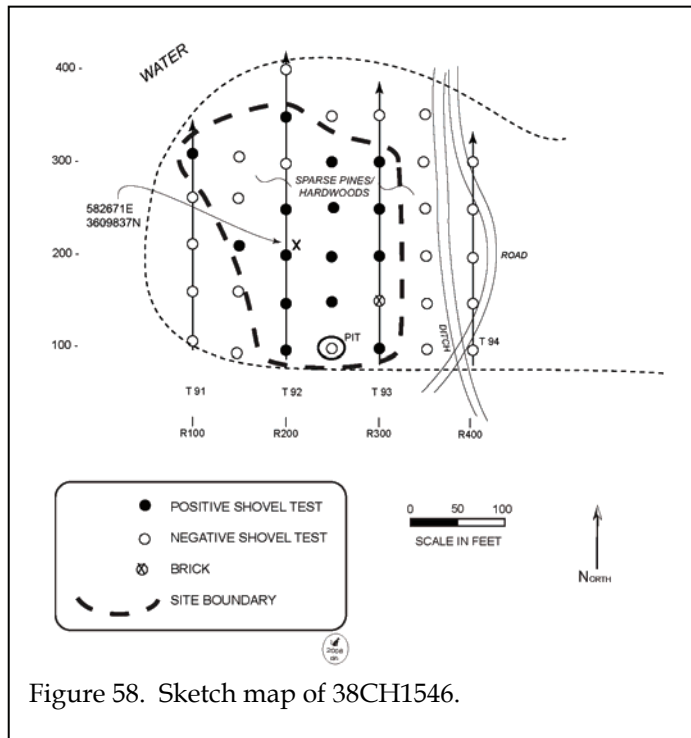 400 -
WATER
300 -
SPARSE PINES/
HARDWOODS
582671E
3609837N
X
200 -
ROAD
DITCH
100 -
PIT
T 94
T 91
T 92
T 93
R100
R200
R300
R400
POSITIVE SHOVEL TEST
NEGATIVE SHOVEL TEST
BRICK
SITE BOUNDARY
0 50 100
SCALE IN FEET
NORTH
2008
Figure 58. Sketch map of 38CH1546.